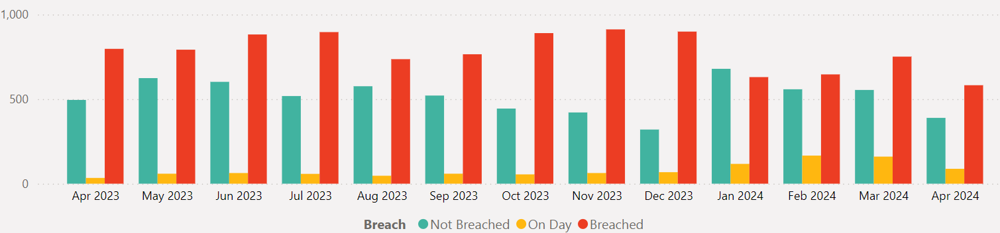 1,000
500
0
Apr 2023 May 2023 Jun 2023 Jul 2023 Aug 2023 Sep 2023 Oct 2023 Nov 2023 Dec 2023 Jan 2024 Feb 2024 Mar 2024 Apr 2024
Breach Not Breached On Day Breached